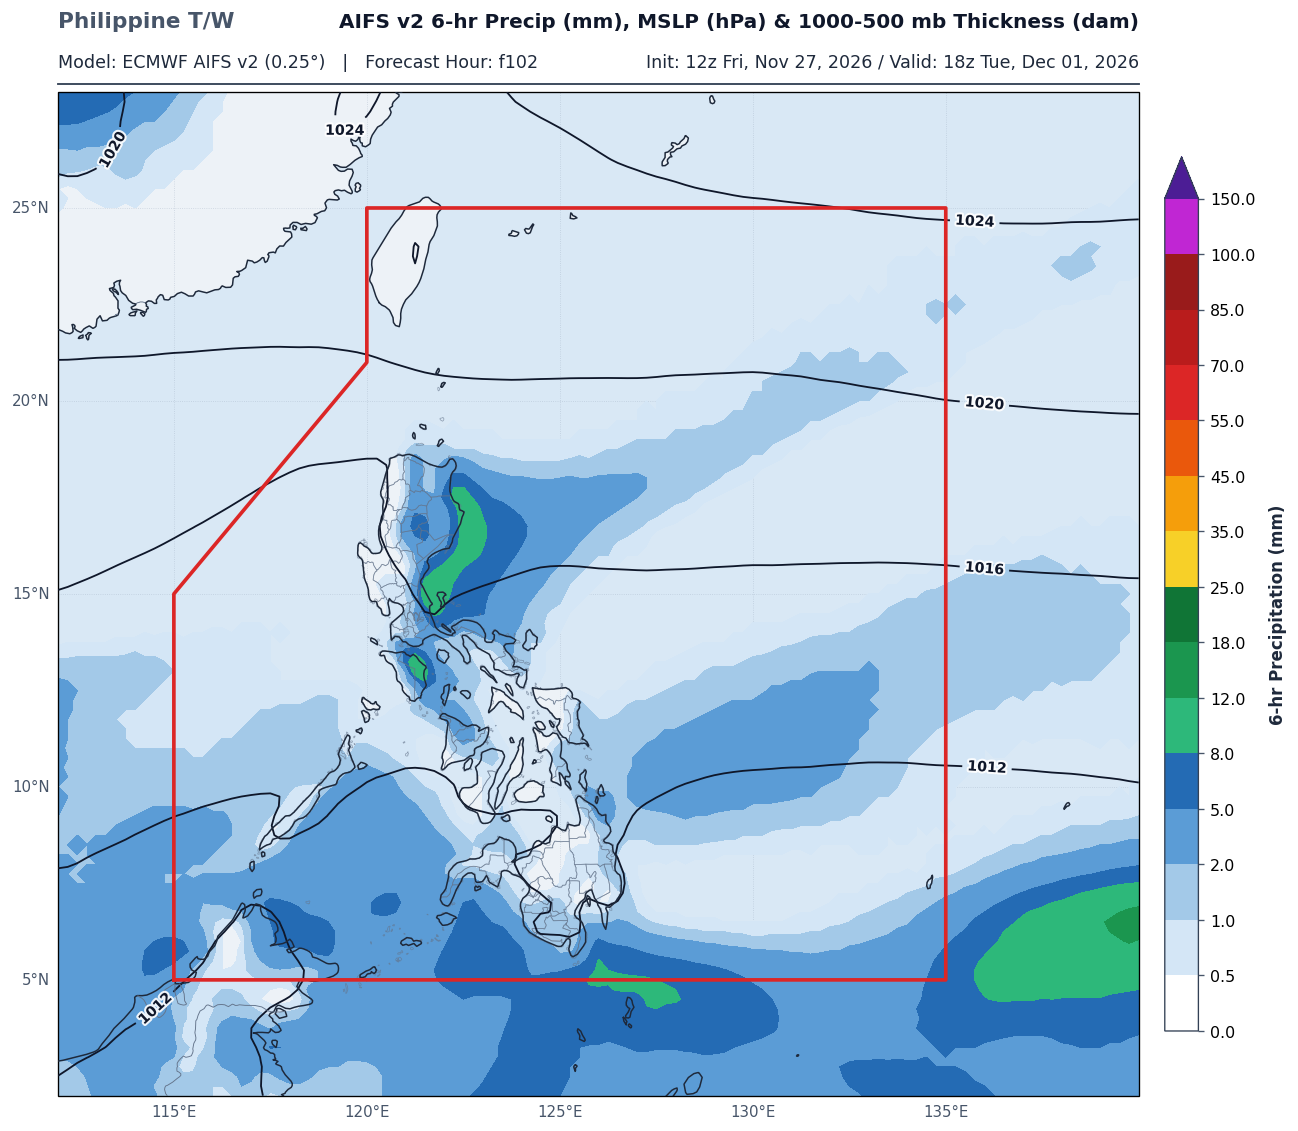 Philippine T/W
AIFS v2 6-hr Precip (mm), MSLP (hPa) & 1000-500 mb Thickness (dam)
Model: ECMWF AIFS v2 (0.25°)   |   Forecast Hour: f102
Init: 12z Fri, Nov 27, 2026 / Valid: 18z Tue, Dec 01, 2026
1020
1024
1024
1020
1016
1012
1012
25°N
20°N
15°N
10°N
5°N
115°E
120°E
125°E
130°E
135°E
150.0
100.0
85.0
70.0
55.0
45.0
35.0
25.0
18.0
12.0
8.0
5.0
2.0
1.0
0.5
0.0
6-hr Precipitation (mm)